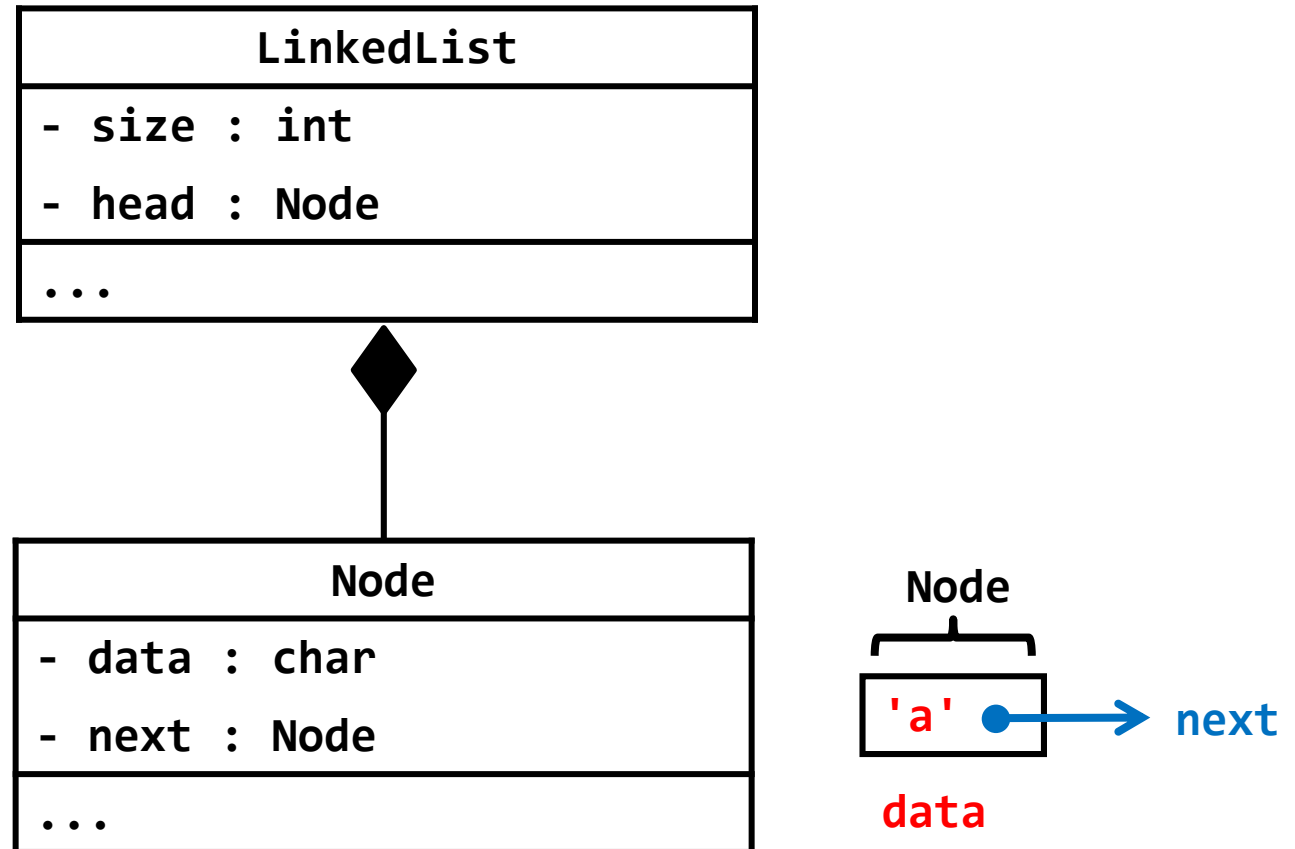 LinkedList
- size : int
- head : Node
...
Node
- data : char
- next : Node
...
Node
'a'
next
data